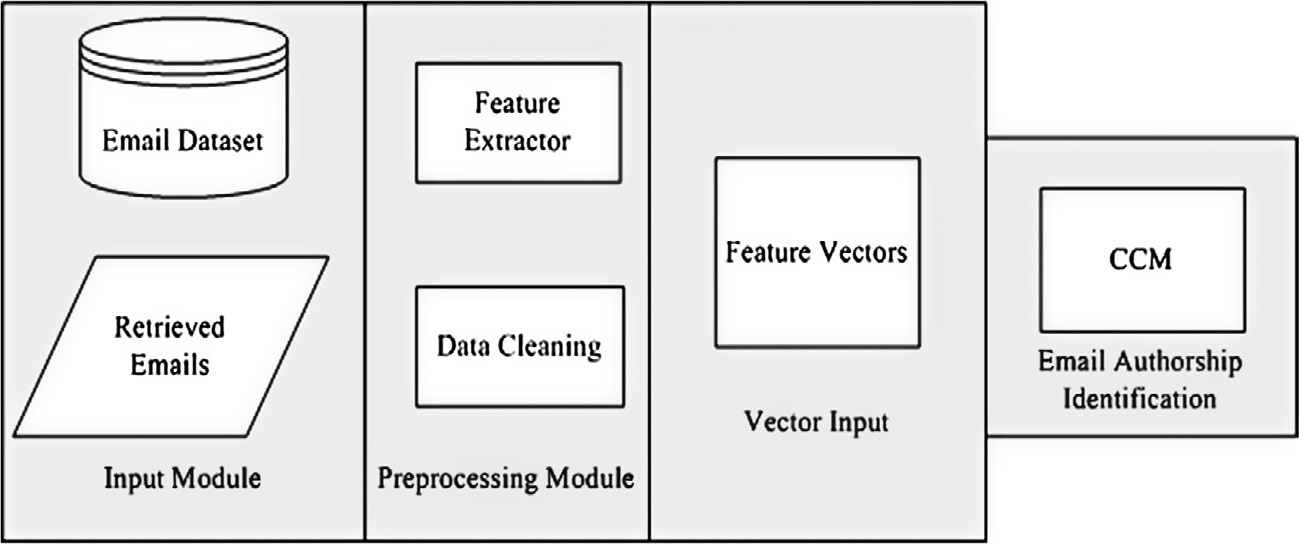 Email Dataset
Retrieved
Emails
Input Module
Feature
Extractor
Data Cleaning
Preprocessing Module
Feature Vectors
Vector Input
CCM
Email Authorship
Identification